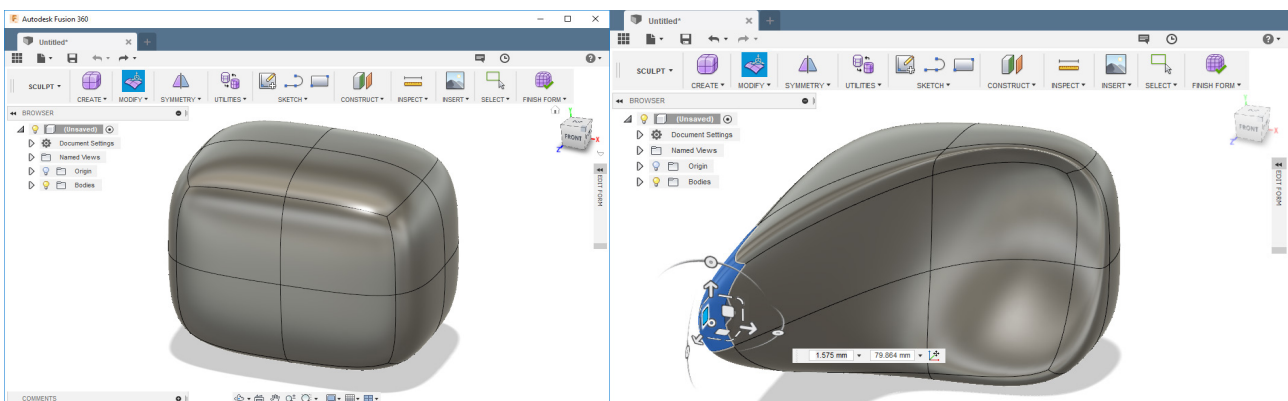 Autodesk Fusion 360
Untitled*
SCULPT
CREATE
MODIFY
SYMMETRY
UTILITIES
SKETCH
CONSTRUCT
INSPECT
INSERT
SELECT
FINISH FORM
BROWSER
(Unsaved)
Document Settings
Named Views
Origin
Bodies
FRONT
X
Y
Z
EDIT FORM
COMMENTS
Untitled*
SCULPT
CREATE
MODIFY
SYMMETRY
UTILITIES
SKETCH
CONSTRUCT
INSPECT
INSERT
SELECT
FINISH FORM
BROWSER
(Unsaved)
Document Settings
Named Views
Origin
Bodies
FRONT
X
Z
EDIT FORM
1.575 mm 79.864 mm